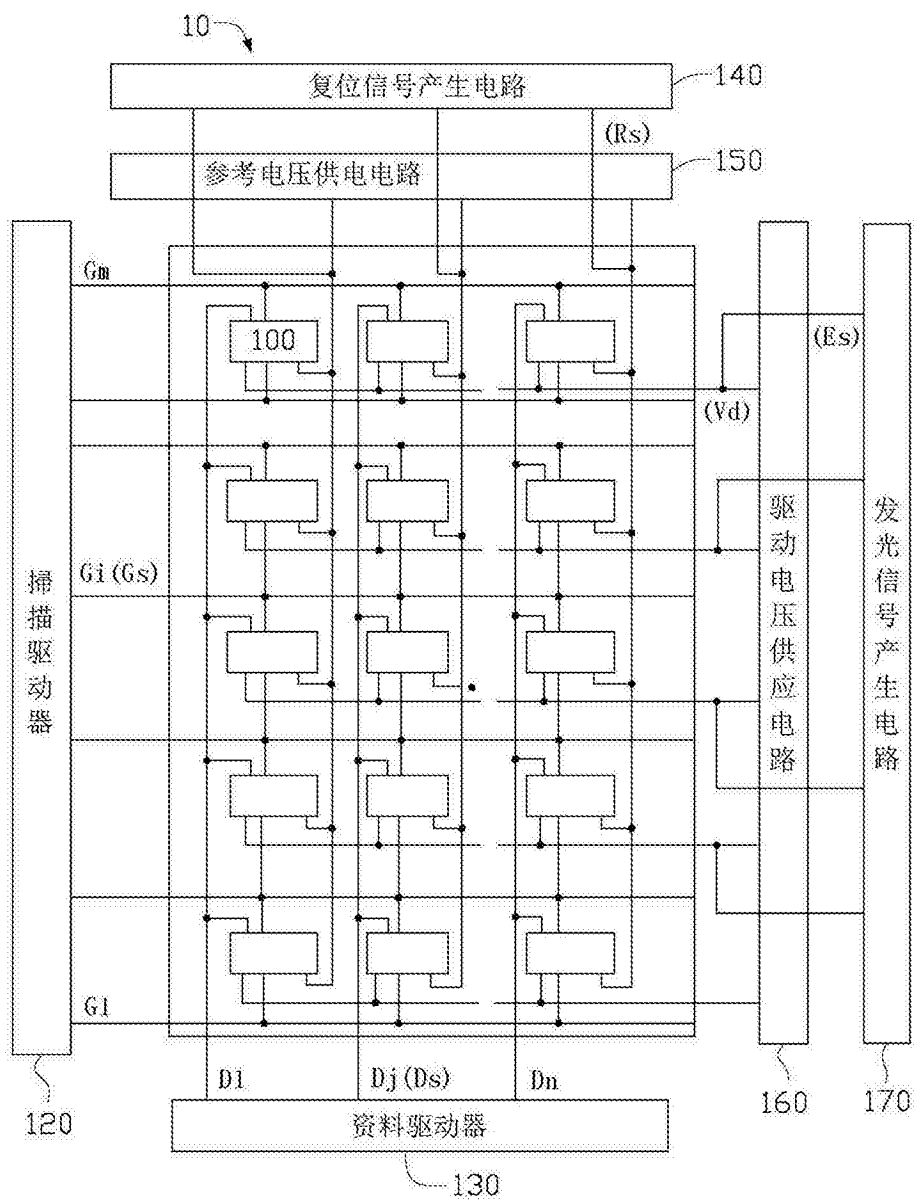 10
复位信号产生电路
140
(Rs)
参考电压供电电路
150
Gm
100
(Es)
(Vd)
扫描驱动器
Gi(Gs)
驱动电压供应电路
发光信号产生电路
G1
D1
Dj(Ds)
Dn
120
资料驱动器
130
160
170